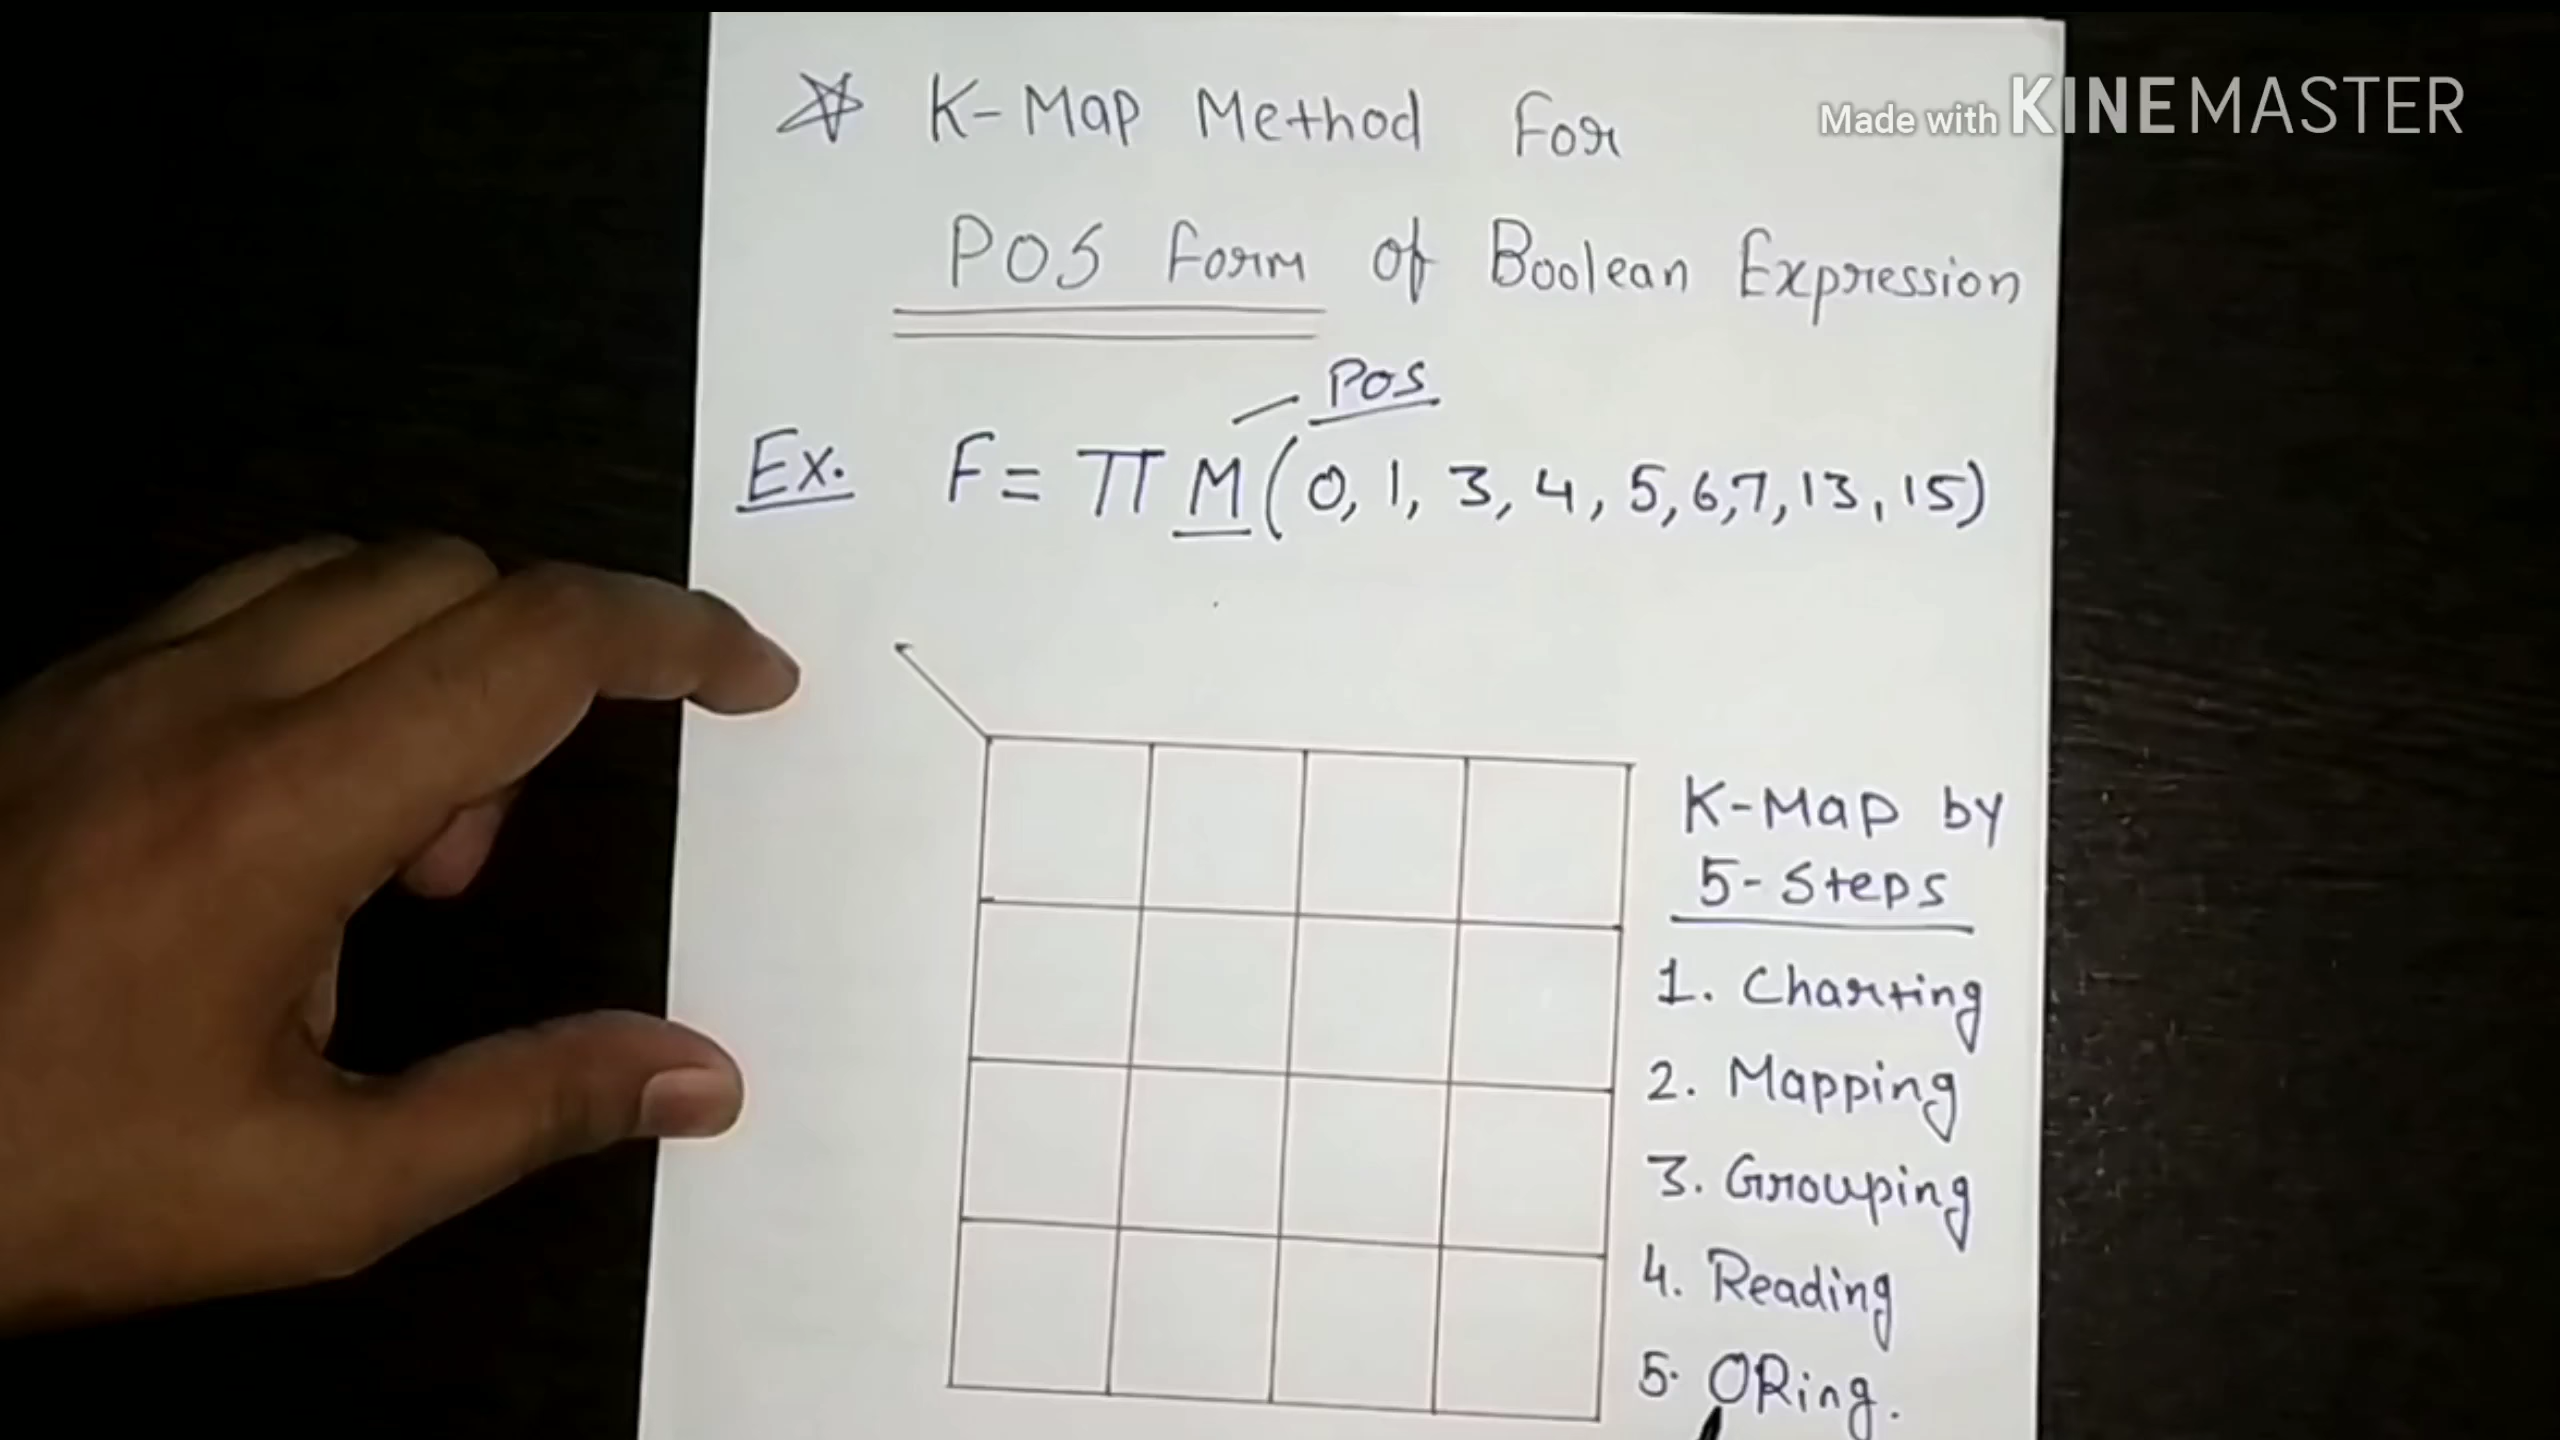 K-Map Method For
Made with KINEMASTER
POS Form of Boolean Expression
POS
Ex. F = π M (0, 1, 3, 4, 5, 6, 7, 13, 15)
K-Map by
5-Steps
1. Charting
2. Mapping
3. Grouping
4. Reading
5. ORing.